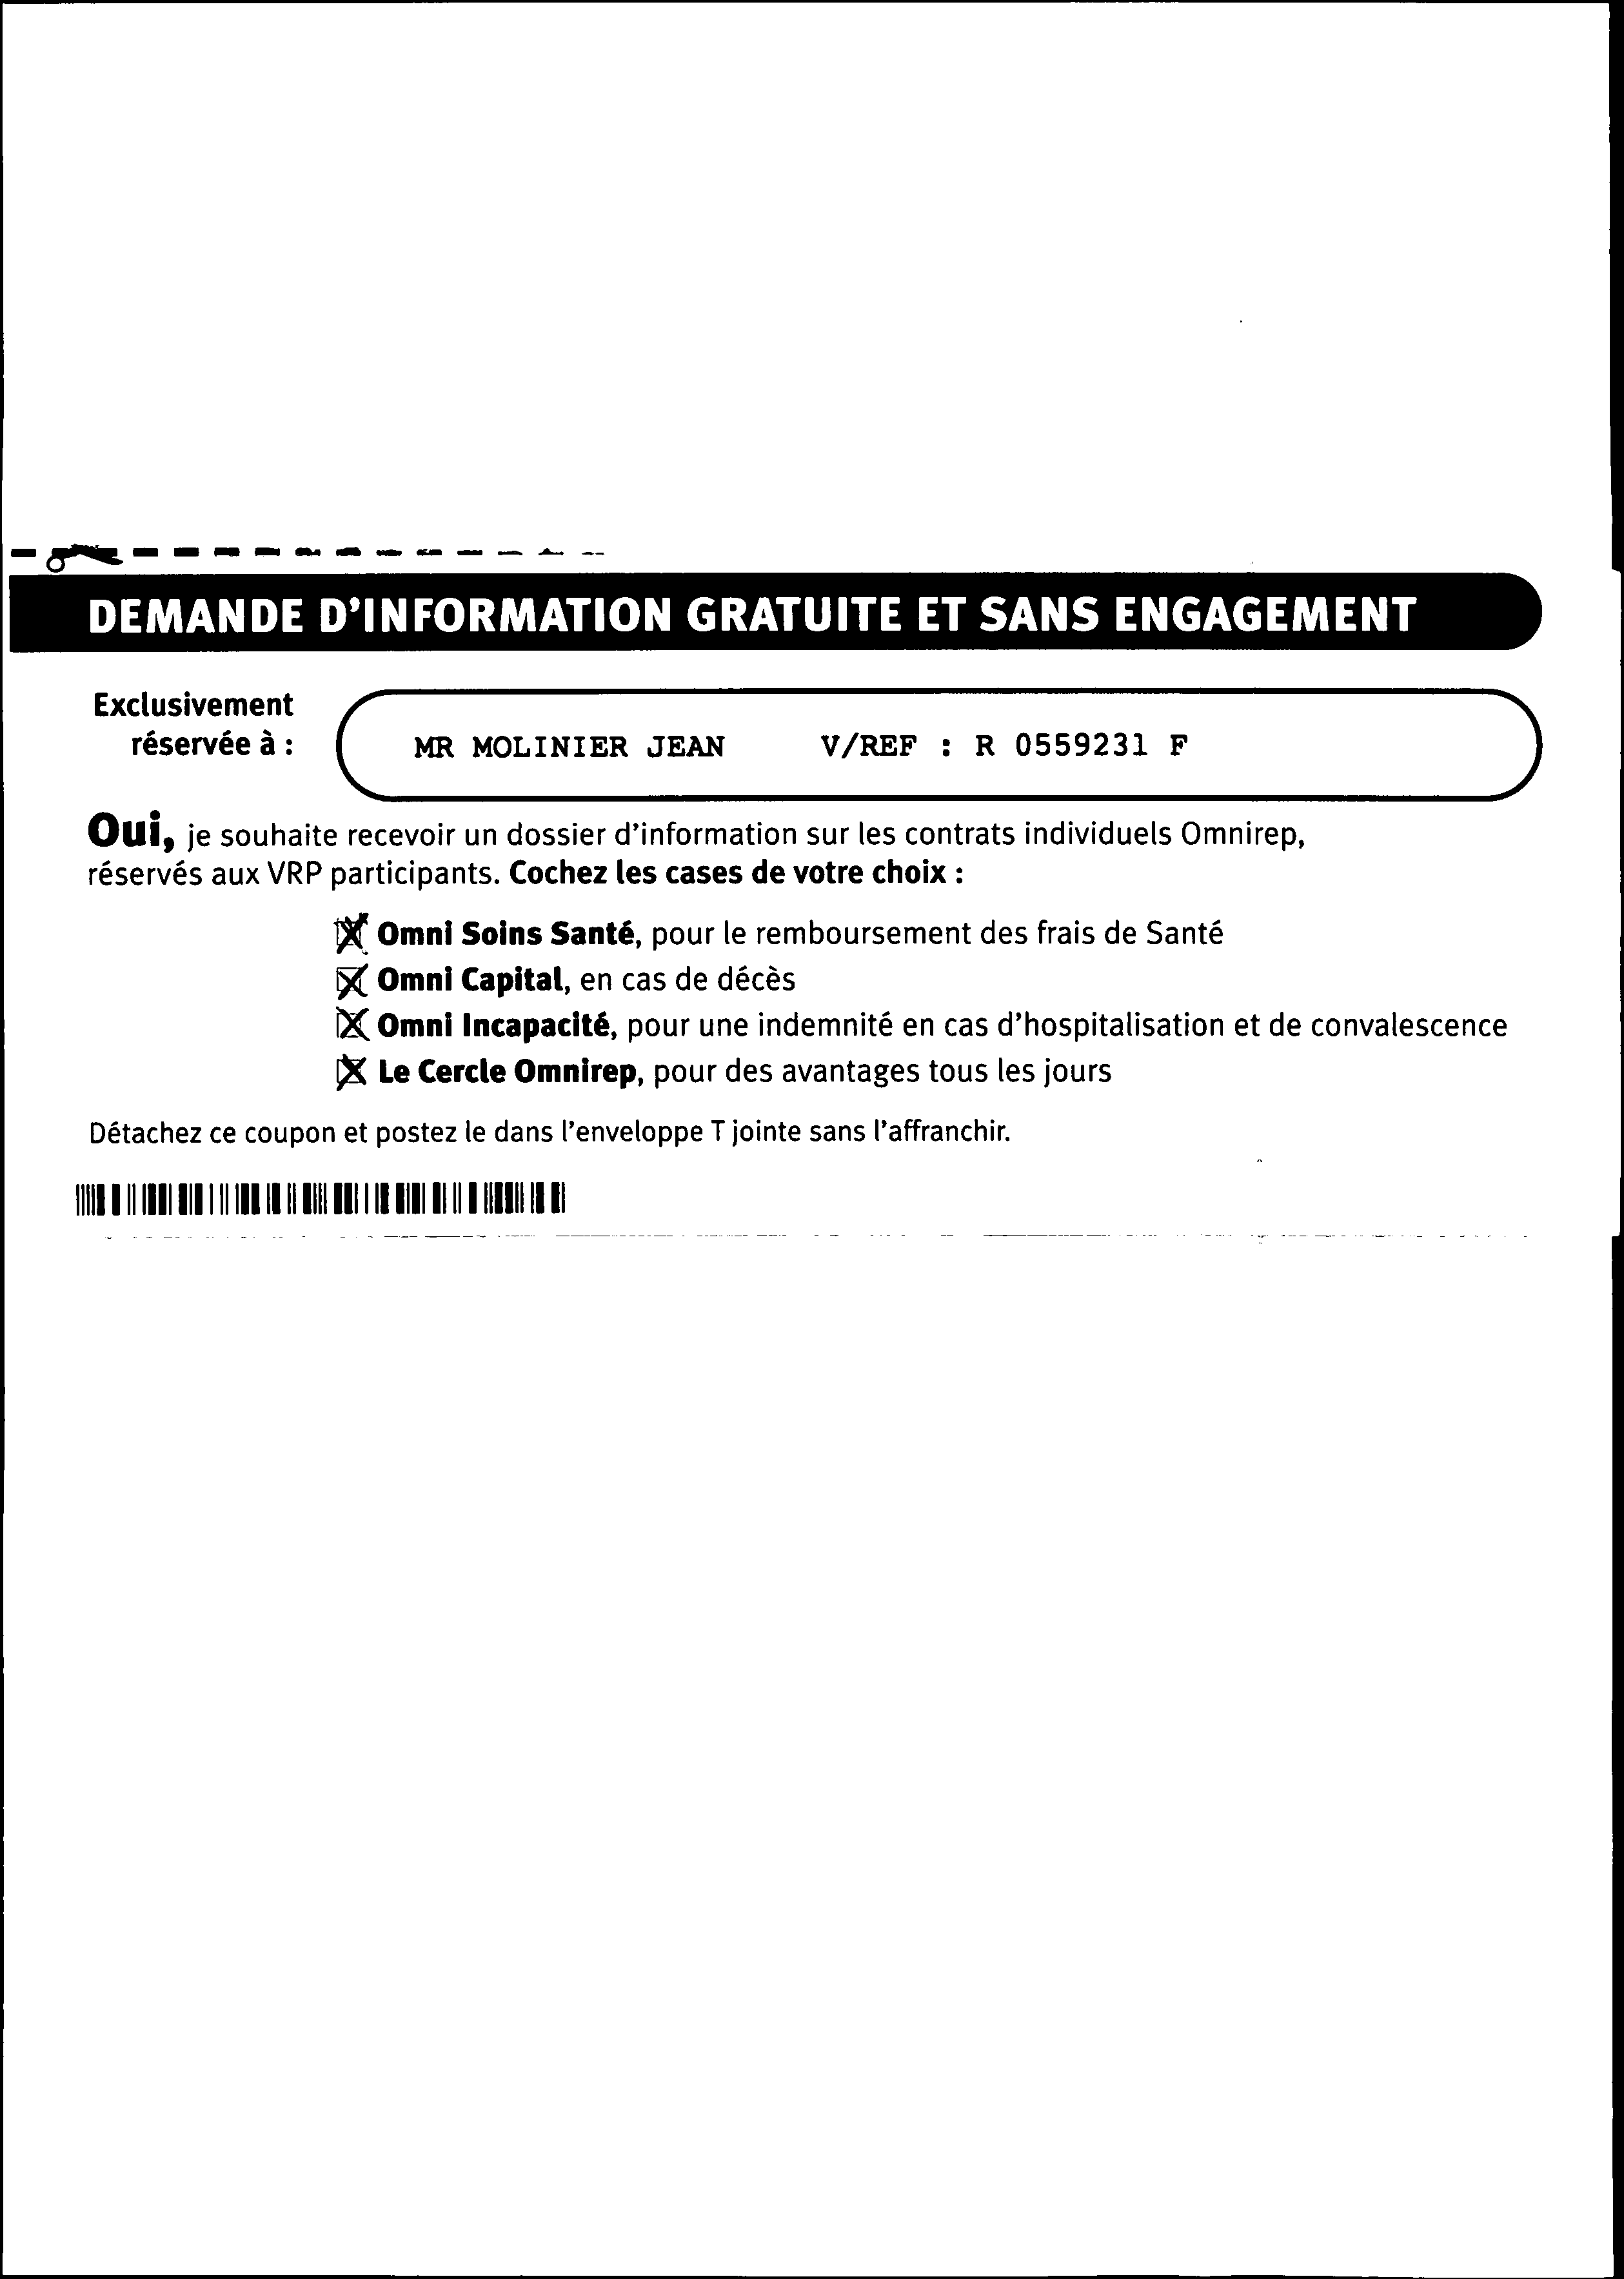 DEMANDE D'INFORMATION GRATUITE ET SANS ENGAGEMENT
Exclusivement
réservée à :
MR MOLINIER JEAN V/REF : R 0559231 F
Oui, je souhaite recevoir un dossier d'information sur les contrats individuels Omnirep,
réservés aux VRP participants. Cochez les cases de votre choix :
Omni Soins Santé, pour le remboursement des frais de Santé
Omni Capital, en cas de décès
Omni Incapacité, pour une indemnité en cas d'hospitalisation et de convalescence
Le Cercle Omnirep, pour des avantages tous les jours
Détachez ce coupon et postez le dans l'enveloppe T jointe sans l'affranchir.